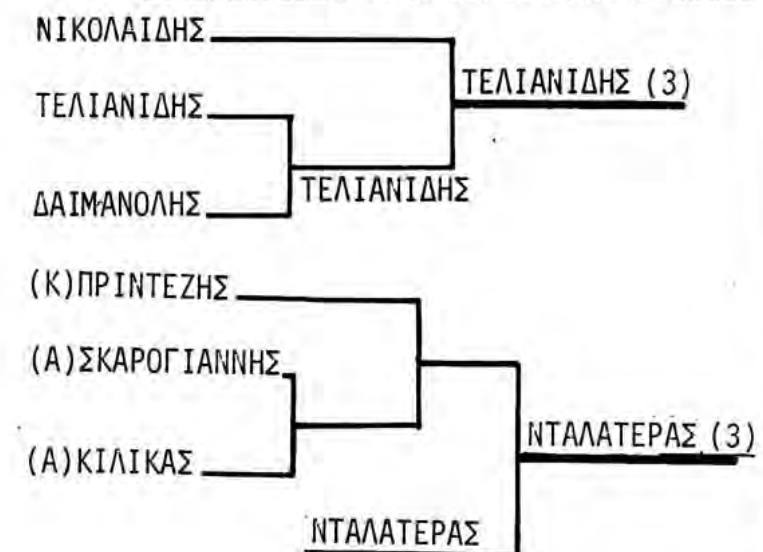 ΝΙΚΟΛΑΙΔΗΣ
ΤΕΛΙΑΝΙΔΗΣ (3)
ΤΕΛΙΑΝΙΔΗΣ
ΤΕΛΙΑΝΙΔΗΣ
ΔΑΙΜΑΝΟΛΗΣ
(Κ)ΠΡΙΝΤΕΖΗΣ
(Α)ΣΚΑΡΟΓΙΑΝΝΗΣ
(Α)ΚΙΛΙΚΑΣ
ΝΤΑΛΑΤΕΡΑΣ (3)
ΝΤΑΛΑΤΕΡΑΣ